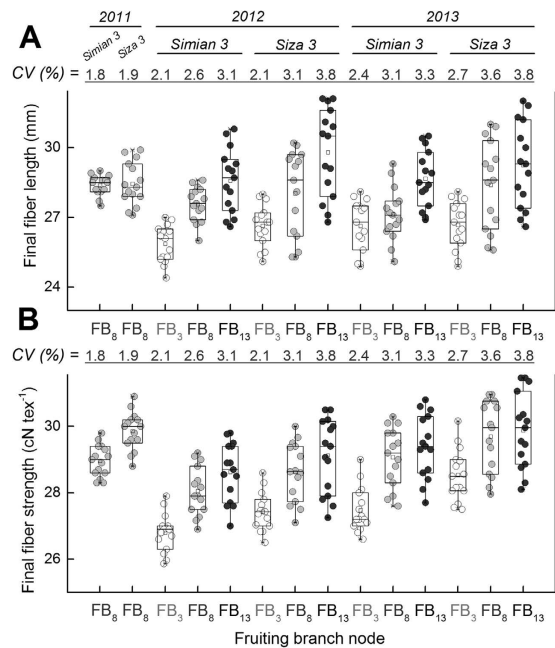 A
2011 2012 2013
Simian 3 Siza 3 Simian 3 Siza 3 Simian 3 Siza 3
CV (%) = 1.8 1.9 2.1 2.6 3.1 2.1 3.1 3.8 2.4 3.1 3.3 2.7 3.6 3.8
Final fiber length (mm)
30
27
24
FB8 FB8 FB3 FB8 FB13 FB3 FB8 FB13 FB3 FB8 FB13 FB3 FB8 FB13
B
CV (%) = 1.8 1.9 2.1 2.6 3.1 2.1 3.1 3.8 2.4 3.1 3.3 2.7 3.6 3.8
Final fiber strength (cN tex-1)
30
28
26
FB8 FB8 FB3 FB8 FB13 FB3 FB8 FB13 FB3 FB8 FB13 FB3 FB8 FB13
Fruiting branch node